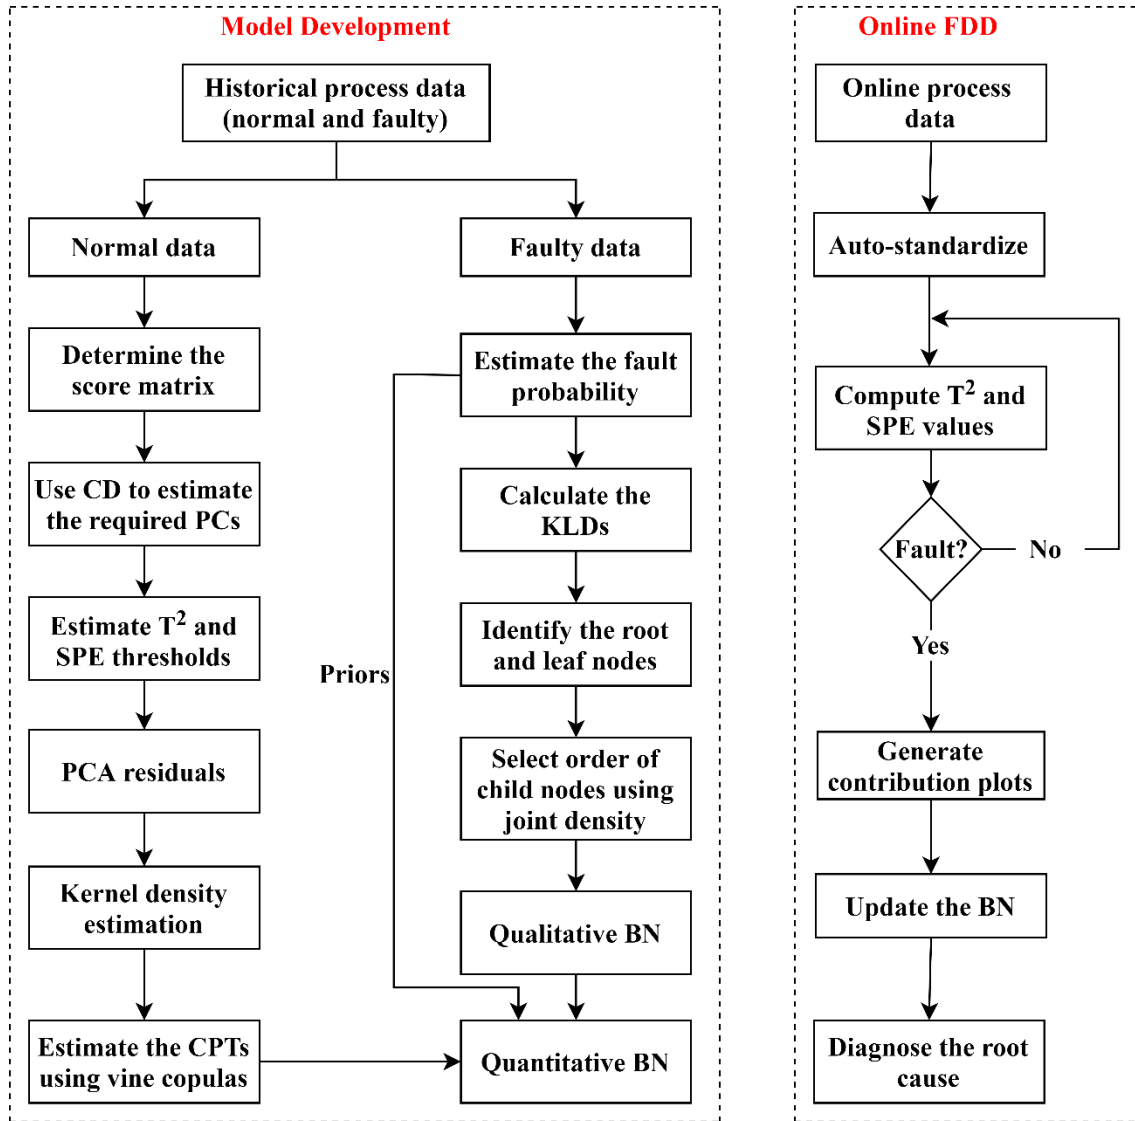 Model Development
Historical process data
(normal and faulty)
Normal data
Determine the
score matrix
Use CD to estimate
the required PCs
Estimate T² and
SPE thresholds
PCA residuals
Kernel density
estimation
Estimate the CPTs
using vine copulas
Faulty data
Estimate the fault
probability
Priors
Calculate the
KLDs
Identify the root
and leaf nodes
Select order of
child nodes using
joint density
Qualitative BN
Quantitative BN
Online FDD
Online process
data
Auto-standardize
Compute T² and
SPE values
Fault?
No
Yes
Generate
contribution plots
Update the BN
Diagnose the root
cause